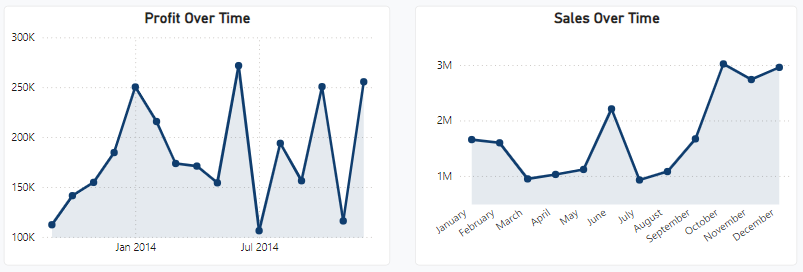 Profit Over Time
300K
250K
200K
150K
100K
Jan 2014
Jul 2014
Sales Over Time
3M
2M
1M
January
February
March
April
May
June
July
August
September
October
November
December